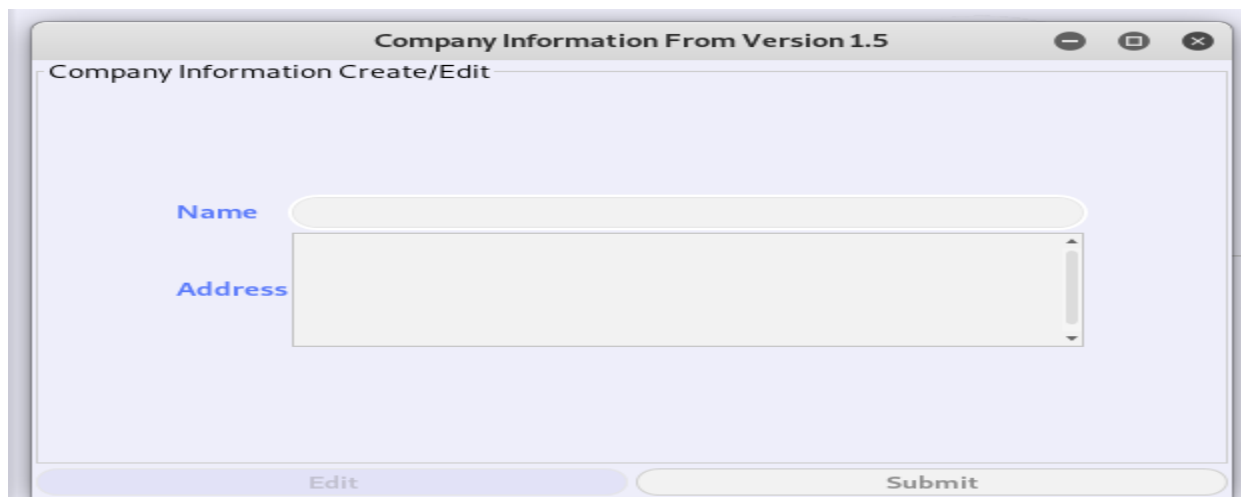 Company Information From Version 1.5
Company Information Create/Edit
Name
Address
Edit
Submit